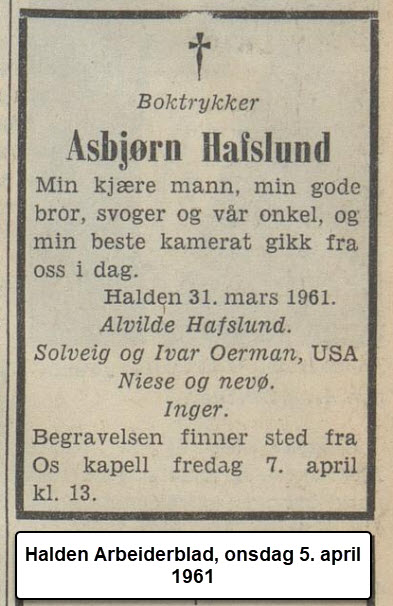 Boktrykker
Asbjørn Hafslund
Min kjære mann, min gode
bror, svoger og vår onkel, og
min beste kamerat gikk fra
oss i dag.
Halden 31. mars 1961.
Alvilde Hafslund.
Solveig og Ivar Oerman, USA
Niese og nevø.
Inger.
Begravelsen finner sted fra
Os kapell fredag 7. april
kl. 13.
Halden Arbeiderblad, onsdag 5. april
1961